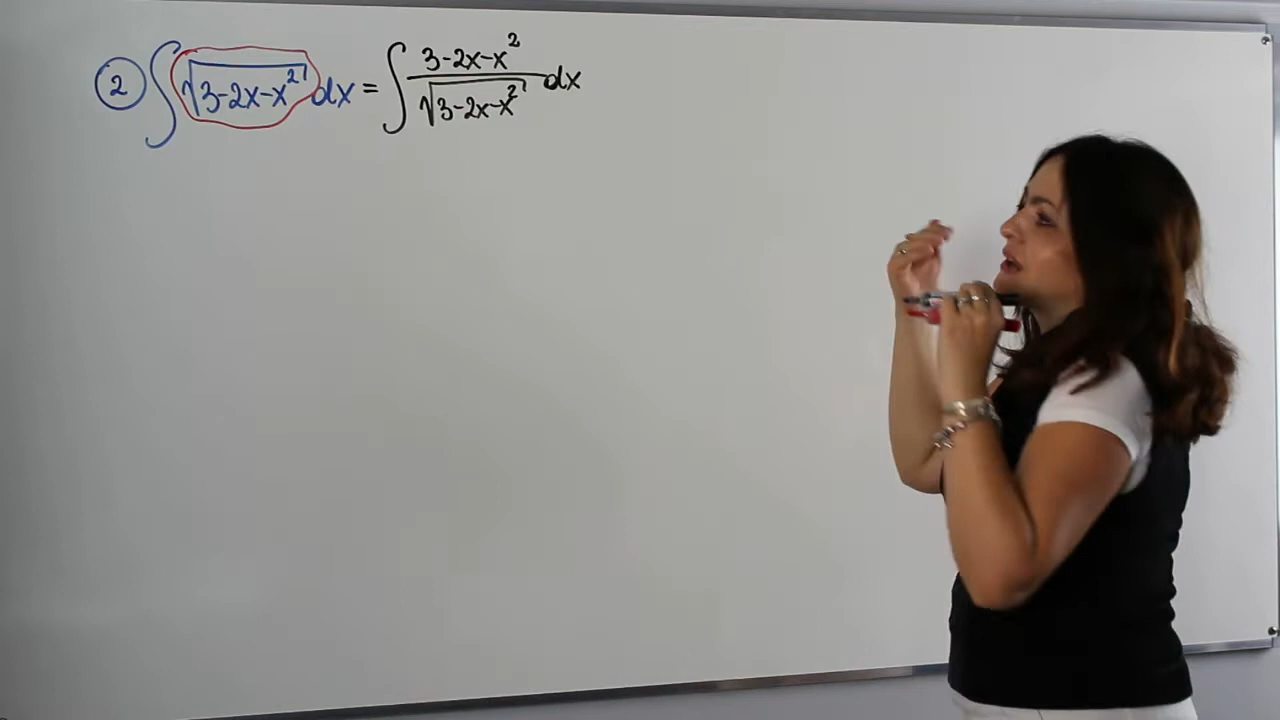 ② ∫ √(3-2x-x²) dx = ∫ (3-2x-x²)/√(3-2x-x²) dx